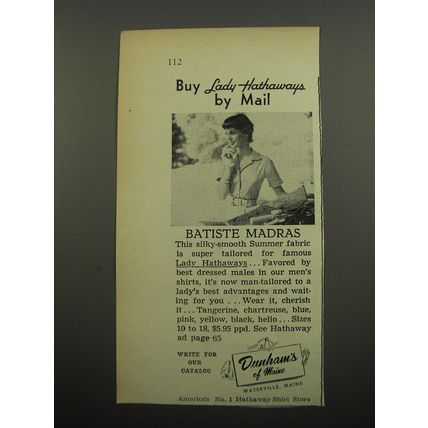 112
Buy Lady Hathaways
by Mail
BATISTE MADRAS
This silky-smooth Summer fabric
is super tailored for famous
Lady Hathaways ... Favored by
best dressed males in our men's
shirts, it's now man-tailored to a
lady's best advantages and wait-
ing for you ... Wear it, cherish
it ... Tangerine, chartreuse, blue,
pink, yellow, black, helio ... Sizes
10 to 18, $5.95 ppd. See Hathaway
ad page 65
WRITE FOR
OUR
CATALOG
Dunham's
of Maine
WATERVILLE, MAINE
America's No. 1 Hathaway Shirt Store